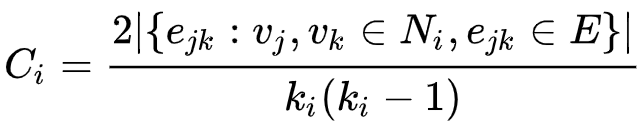 C_i = \frac{2|\{e_{jk} : v_j, v_k \in N_i, e_{jk} \in E\}|}{k_i(k_i - 1)}